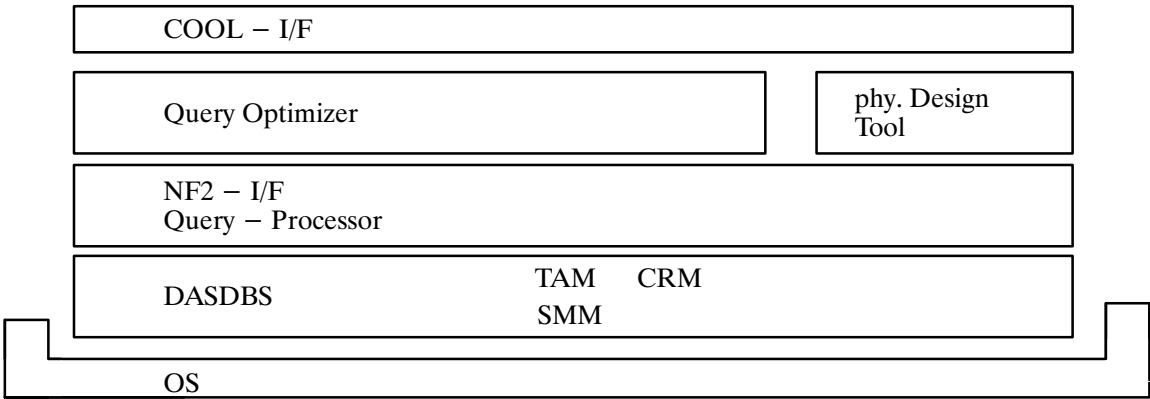 COOL – I/F
Query Optimizer
phy. Design
Tool
NF2 – I/F
Query – Processor
DASDBS
TAM CRM
SMM
OS